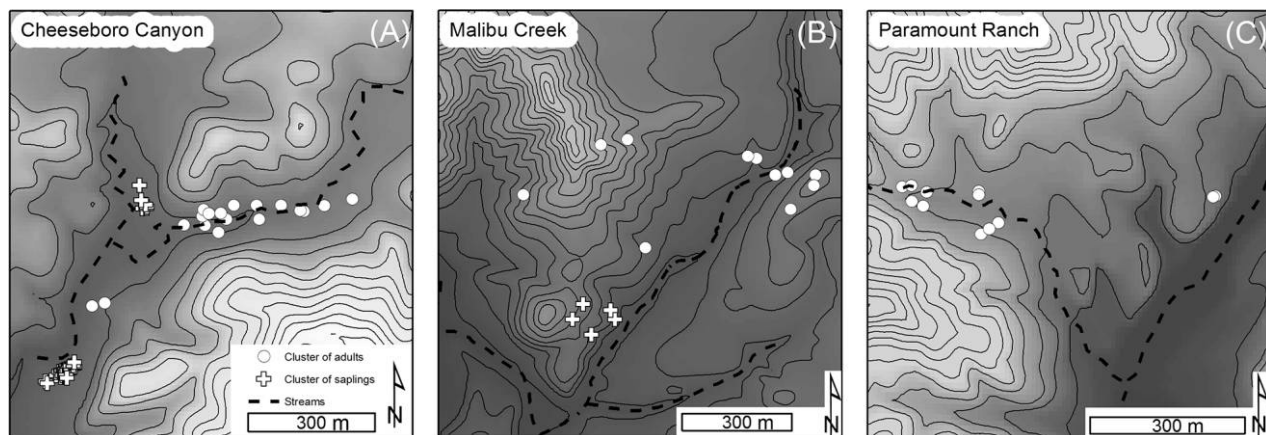 Cheeseboro Canyon (A)
Cluster of adults
Cluster of saplings
Streams
300 m
N
Malibu Creek (B)
300 m
N
Paramount Ranch (C)
300 m
N